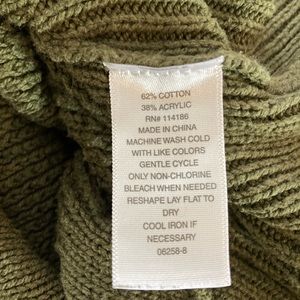 62% COTTON
38% ACRYLIC
RN# 114186
MADE IN CHINA
MACHINE WASH COLD
WITH LIKE COLORS
GENTLE CYCLE
ONLY NON-CHLORINE
BLEACH WHEN NEEDED
RESHAPE LAY FLAT TO
DRY
COOL IRON IF
NECESSARY
06258-8